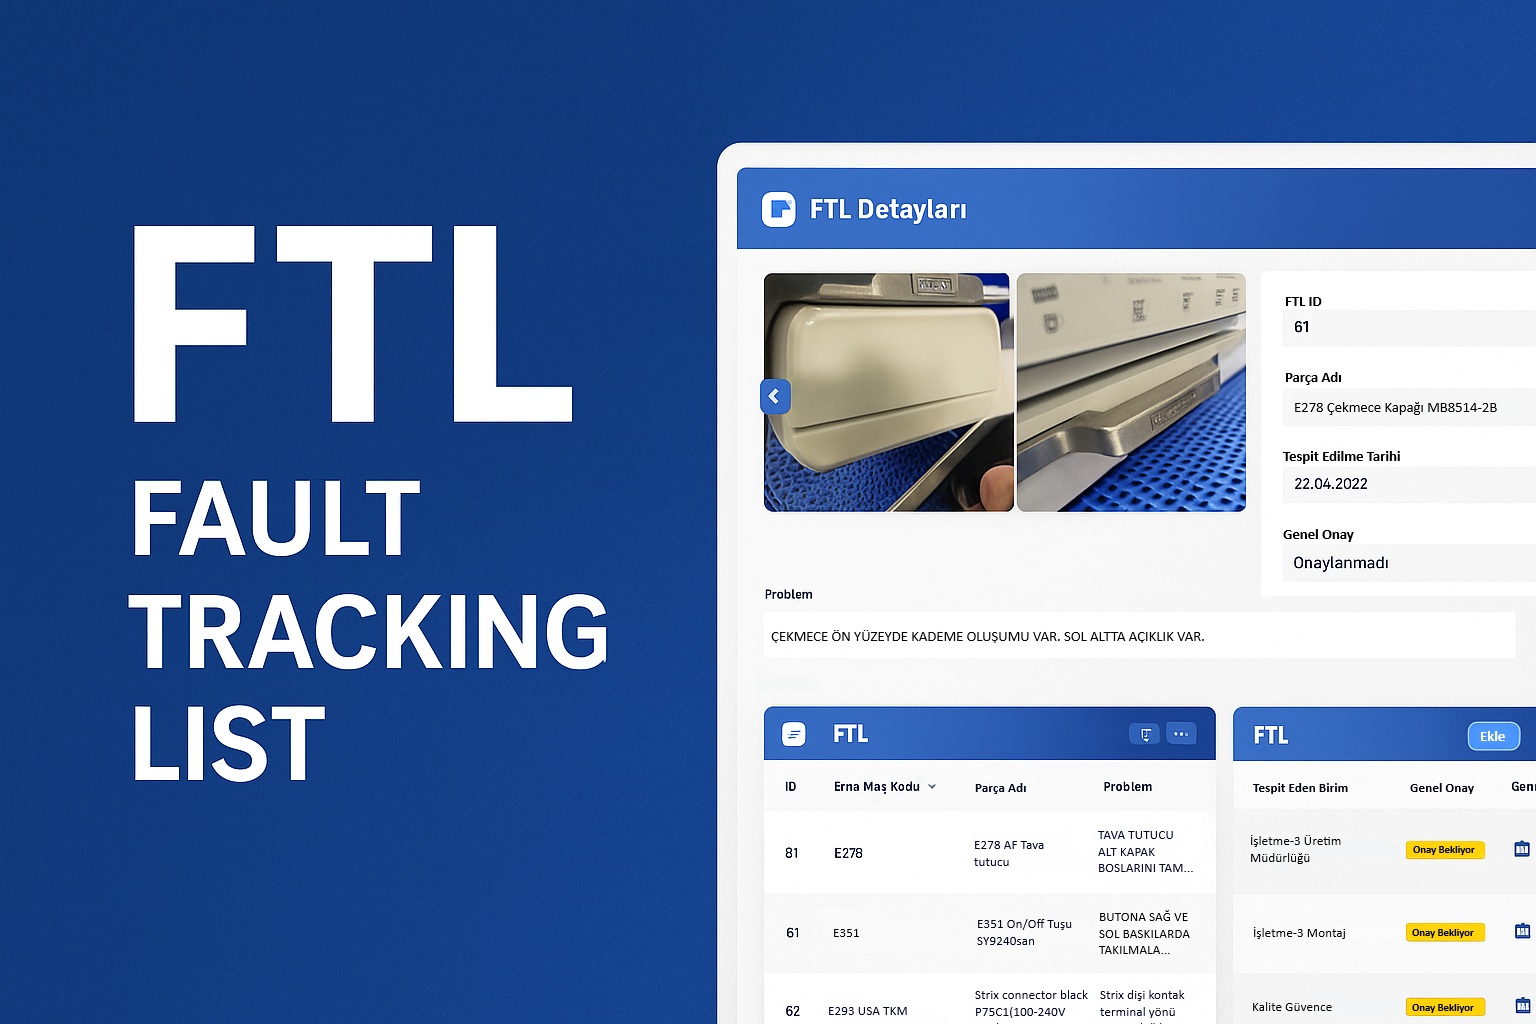 FTL
FAULT
TRACKING
LIST
FTL Detayları
FTL ID
61
Parça Adı
E278 Çekmece Kapağı MB8514-2B
Tespit Edilme Tarihi
22.04.2022
Genel Onay
Onaylanmadı
Problem
ÇEKMECE ÖN YÜZEYDE KADEME OLUŞUMU VAR. SOL ALTTA AÇIKLIK VAR.
FTL
ID Erna Maş Kodu Parça Adı Problem
81 E278 E278 AF Tava
tutucu
TAVA TUTUCU
ALT KAPAK
BOSLARINI TAM...
61 E351 E351 On/Off Tuşu
SY9240san
BUTONA SAĞ VE
SOL BASKILARDA
TAKILMALA...
62 E293 USA TKM Strix connector black
P75C1(100-240V
Strix dişi kontak
terminal yönü
FTL Ekle
Tespit Eden Birim Genel Onay
İşletme-3 Üretim
Müdürlüğü
Onay Bekliyor
İşletme-3 Montaj Onay Bekliyor
Kalite Güvence Onay Bekliyor